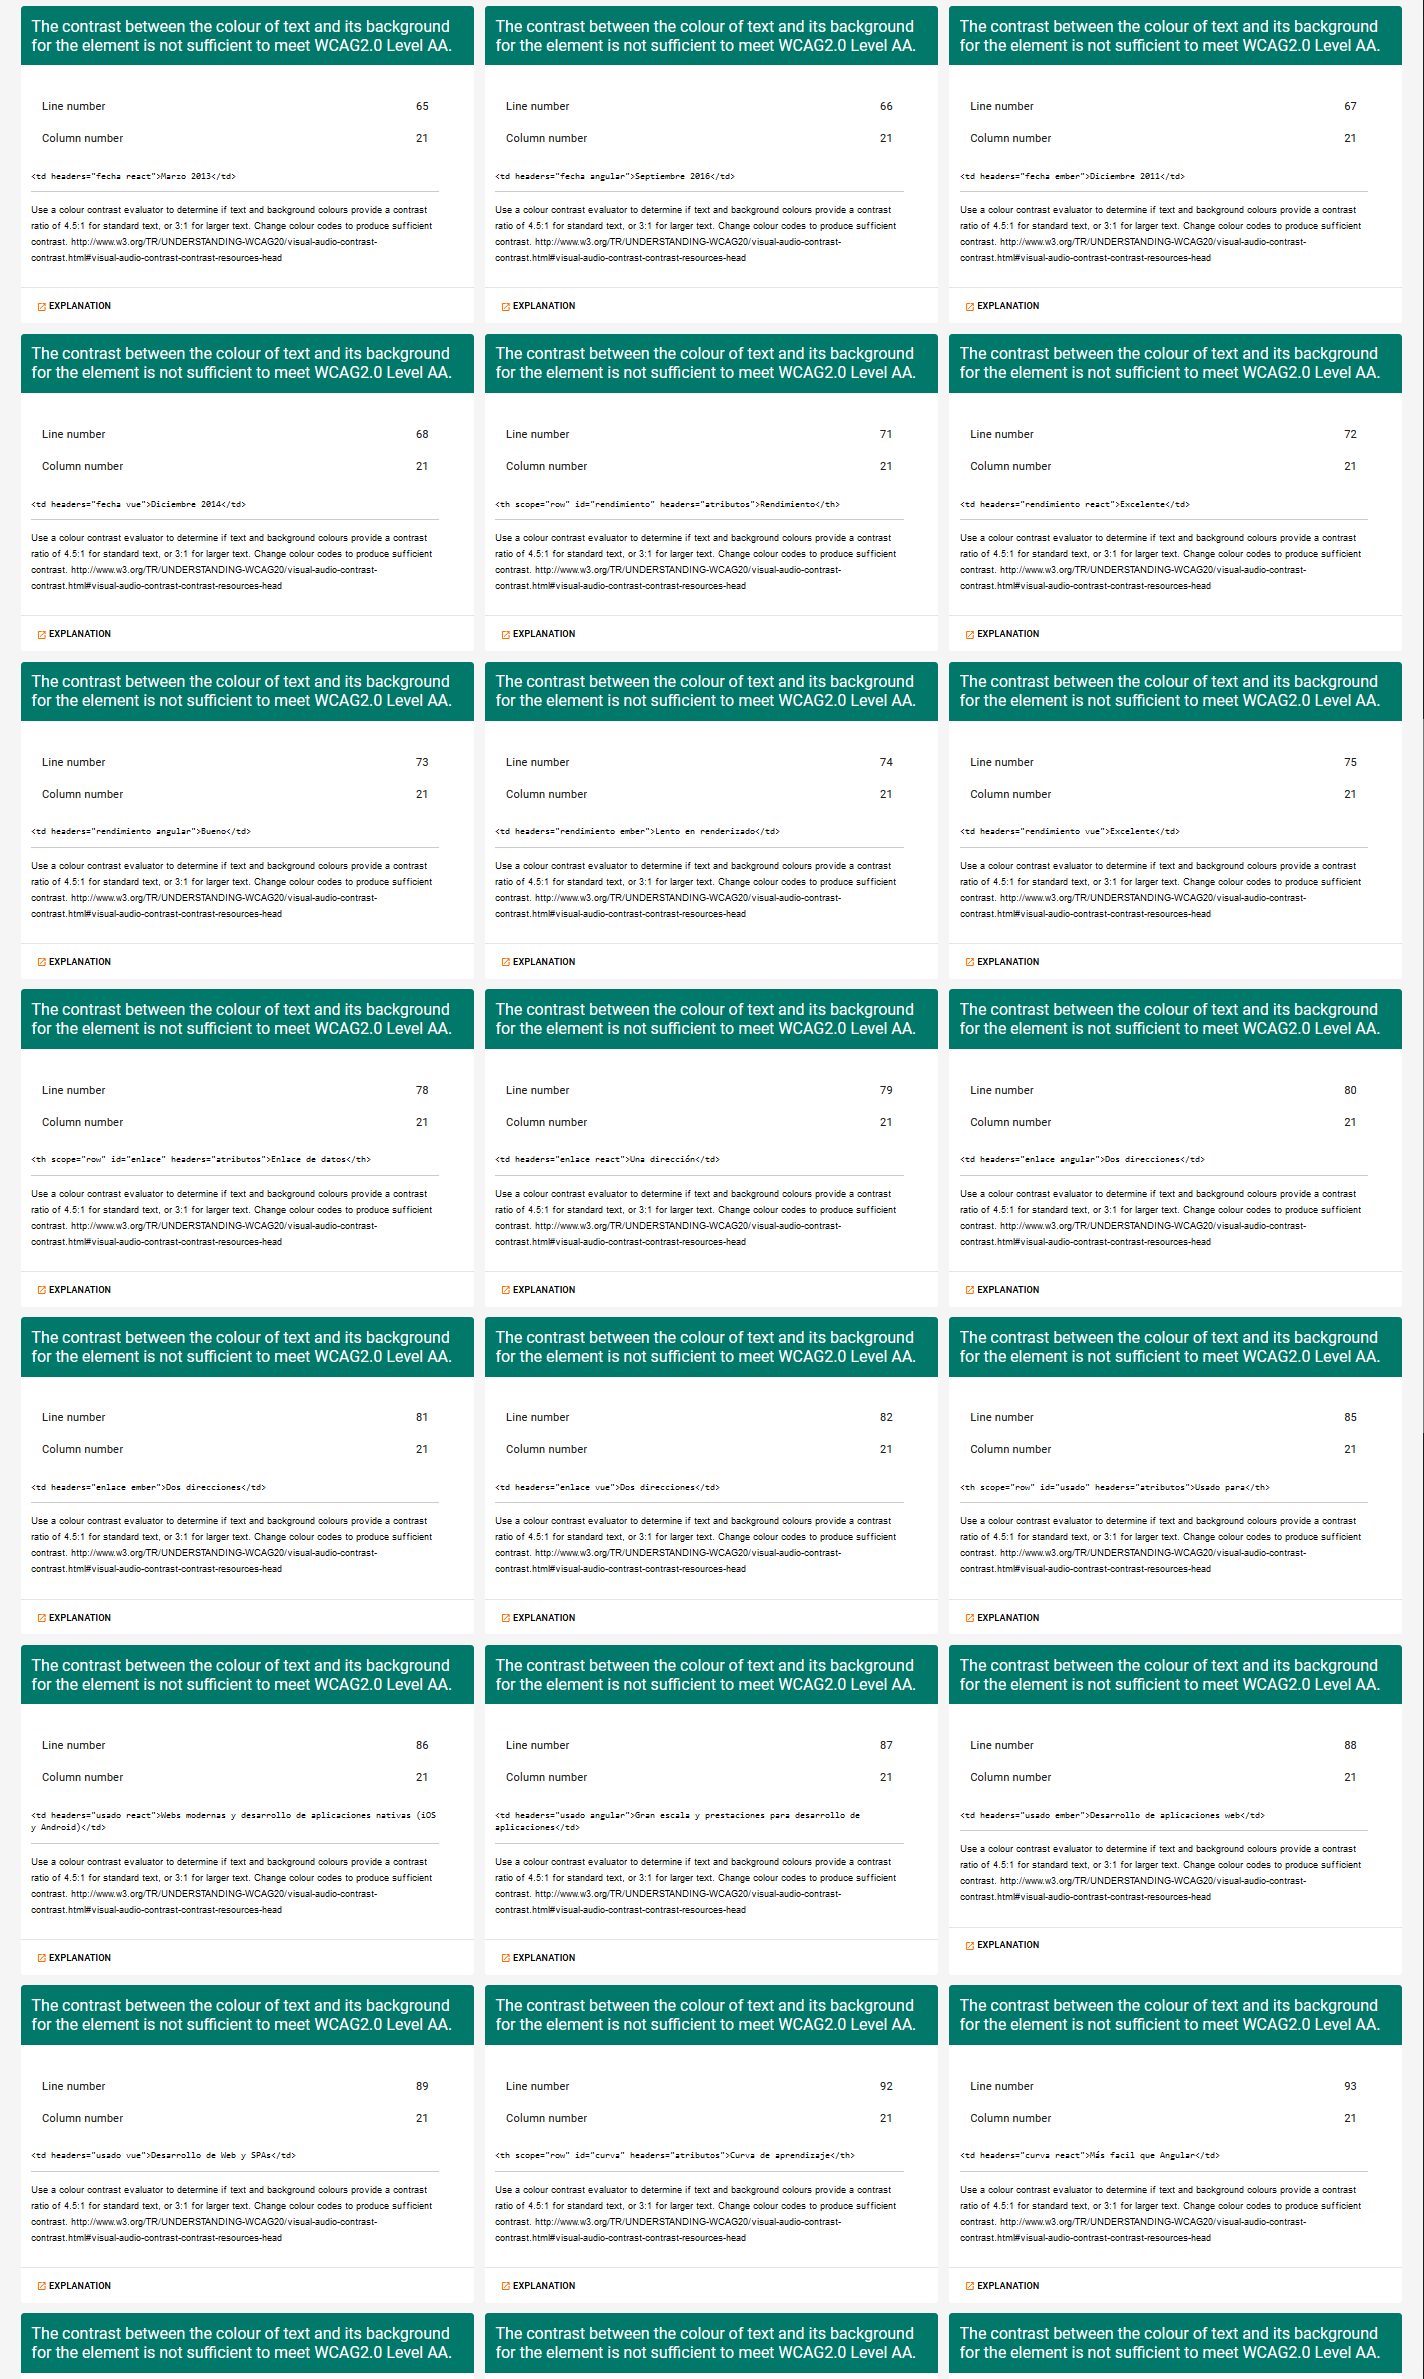 The contrast between the colour of text and its background
for the element is not sufficient to meet WCAG2.0 Level AA.
Line number 65
Column number 21
<td headers="fecha react">Marzo 2013</td>
Use a colour contrast evaluator to determine if text and background colours provide a contrast
ratio of 4.5:1 for standard text, or 3:1 for larger text. Change colour codes to produce sufficient
contrast. http://www.w3.org/TR/UNDERSTANDING-WCAG20/visual-audio-contrast-
contrast.html#visual-audio-contrast-contrast-resources-head
EXPLANATION
The contrast between the colour of text and its background
for the element is not sufficient to meet WCAG2.0 Level AA.
Line number 66
Column number 21
<td headers="fecha angular">Septiembre 2016</td>
Use a colour contrast evaluator to determine if text and background colours provide a contrast
ratio of 4.5:1 for standard text, or 3:1 for larger text. Change colour codes to produce sufficient
contrast. http://www.w3.org/TR/UNDERSTANDING-WCAG20/visual-audio-contrast-
contrast.html#visual-audio-contrast-contrast-resources-head
EXPLANATION
The contrast between the colour of text and its background
for the element is not sufficient to meet WCAG2.0 Level AA.
Line number 67
Column number 21
<td headers="fecha ember">Diciembre 2011</td>
Use a colour contrast evaluator to determine if text and background colours provide a contrast
ratio of 4.5:1 for standard text, or 3:1 for larger text. Change colour codes to produce sufficient
contrast. http://www.w3.org/TR/UNDERSTANDING-WCAG20/visual-audio-contrast-
contrast.html#visual-audio-contrast-contrast-resources-head
EXPLANATION
The contrast between the colour of text and its background
for the element is not sufficient to meet WCAG2.0 Level AA.
Line number 68
Column number 21
<td headers="fecha vue">Diciembre 2014</td>
Use a colour contrast evaluator to determine if text and background colours provide a contrast
ratio of 4.5:1 for standard text, or 3:1 for larger text. Change colour codes to produce sufficient
contrast. http://www.w3.org/TR/UNDERSTANDING-WCAG20/visual-audio-contrast-
contrast.html#visual-audio-contrast-contrast-resources-head
EXPLANATION
The contrast between the colour of text and its background
for the element is not sufficient to meet WCAG2.0 Level AA.
Line number 71
Column number 21
<th scope="row" id="rendimiento" headers="atributos">Rendimiento</th>
Use a colour contrast evaluator to determine if text and background colours provide a contrast
ratio of 4.5:1 for standard text, or 3:1 for larger text. Change colour codes to produce sufficient
contrast. http://www.w3.org/TR/UNDERSTANDING-WCAG20/visual-audio-contrast-
contrast.html#visual-audio-contrast-contrast-resources-head
EXPLANATION
The contrast between the colour of text and its background
for the element is not sufficient to meet WCAG2.0 Level AA.
Line number 72
Column number 21
<td headers="rendimiento react">Excelente</td>
Use a colour contrast evaluator to determine if text and background colours provide a contrast
ratio of 4.5:1 for standard text, or 3:1 for larger text. Change colour codes to produce sufficient
contrast. http://www.w3.org/TR/UNDERSTANDING-WCAG20/visual-audio-contrast-
contrast.html#visual-audio-contrast-contrast-resources-head
EXPLANATION
The contrast between the colour of text and its background
for the element is not sufficient to meet WCAG2.0 Level AA.
Line number 73
Column number 21
<td headers="rendimiento angular">Bueno</td>
Use a colour contrast evaluator to determine if text and background colours provide a contrast
ratio of 4.5:1 for standard text, or 3:1 for larger text. Change colour codes to produce sufficient
contrast. http://www.w3.org/TR/UNDERSTANDING-WCAG20/visual-audio-contrast-
contrast.html#visual-audio-contrast-contrast-resources-head
EXPLANATION
The contrast between the colour of text and its background
for the element is not sufficient to meet WCAG2.0 Level AA.
Line number 74
Column number 21
<td headers="rendimiento ember">Lento en renderizado</td>
Use a colour contrast evaluator to determine if text and background colours provide a contrast
ratio of 4.5:1 for standard text, or 3:1 for larger text. Change colour codes to produce sufficient
contrast. http://www.w3.org/TR/UNDERSTANDING-WCAG20/visual-audio-contrast-
contrast.html#visual-audio-contrast-contrast-resources-head
EXPLANATION
The contrast between the colour of text and its background
for the element is not sufficient to meet WCAG2.0 Level AA.
Line number 75
Column number 21
<td headers="rendimiento vue">Excelente</td>
Use a colour contrast evaluator to determine if text and background colours provide a contrast
ratio of 4.5:1 for standard text, or 3:1 for larger text. Change colour codes to produce sufficient
contrast. http://www.w3.org/TR/UNDERSTANDING-WCAG20/visual-audio-contrast-
contrast.html#visual-audio-contrast-contrast-resources-head
EXPLANATION
The contrast between the colour of text and its background
for the element is not sufficient to meet WCAG2.0 Level AA.
Line number 78
Column number 21
<th scope="row" id="enlace" headers="atributos">Enlace de datos</th>
Use a colour contrast evaluator to determine if text and background colours provide a contrast
ratio of 4.5:1 for standard text, or 3:1 for larger text. Change colour codes to produce sufficient
contrast. http://www.w3.org/TR/UNDERSTANDING-WCAG20/visual-audio-contrast-
contrast.html#visual-audio-contrast-contrast-resources-head
EXPLANATION
The contrast between the colour of text and its background
for the element is not sufficient to meet WCAG2.0 Level AA.
Line number 79
Column number 21
<td headers="enlace react">Una dirección</td>
Use a colour contrast evaluator to determine if text and background colours provide a contrast
ratio of 4.5:1 for standard text, or 3:1 for larger text. Change colour codes to produce sufficient
contrast. http://www.w3.org/TR/UNDERSTANDING-WCAG20/visual-audio-contrast-
contrast.html#visual-audio-contrast-contrast-resources-head
EXPLANATION
The contrast between the colour of text and its background
for the element is not sufficient to meet WCAG2.0 Level AA.
Line number 80
Column number 21
<td headers="enlace angular">Dos direcciones</td>
Use a colour contrast evaluator to determine if text and background colours provide a contrast
ratio of 4.5:1 for standard text, or 3:1 for larger text. Change colour codes to produce sufficient
contrast. http://www.w3.org/TR/UNDERSTANDING-WCAG20/visual-audio-contrast-
contrast.html#visual-audio-contrast-contrast-resources-head
EXPLANATION
The contrast between the colour of text and its background
for the element is not sufficient to meet WCAG2.0 Level AA.
Line number 81
Column number 21
<td headers="enlace ember">Dos direcciones</td>
Use a colour contrast evaluator to determine if text and background colours provide a contrast
ratio of 4.5:1 for standard text, or 3:1 for larger text. Change colour codes to produce sufficient
contrast. http://www.w3.org/TR/UNDERSTANDING-WCAG20/visual-audio-contrast-
contrast.html#visual-audio-contrast-contrast-resources-head
EXPLANATION
The contrast between the colour of text and its background
for the element is not sufficient to meet WCAG2.0 Level AA.
Line number 82
Column number 21
<td headers="enlace vue">Dos direcciones</td>
Use a colour contrast evaluator to determine if text and background colours provide a contrast
ratio of 4.5:1 for standard text, or 3:1 for larger text. Change colour codes to produce sufficient
contrast. http://www.w3.org/TR/UNDERSTANDING-WCAG20/visual-audio-contrast-
contrast.html#visual-audio-contrast-contrast-resources-head
EXPLANATION
The contrast between the colour of text and its background
for the element is not sufficient to meet WCAG2.0 Level AA.
Line number 85
Column number 21
<th scope="row" id="usado" headers="atributos">Usado para</th>
Use a colour contrast evaluator to determine if text and background colours provide a contrast
ratio of 4.5:1 for standard text, or 3:1 for larger text. Change colour codes to produce sufficient
contrast. http://www.w3.org/TR/UNDERSTANDING-WCAG20/visual-audio-contrast-
contrast.html#visual-audio-contrast-contrast-resources-head
EXPLANATION
The contrast between the colour of text and its background
for the element is not sufficient to meet WCAG2.0 Level AA.
Line number 86
Column number 21
<td headers="usado react">Webs modernas y desarrollo de aplicaciones nativas (iOS
y Android)</td>
Use a colour contrast evaluator to determine if text and background colours provide a contrast
ratio of 4.5:1 for standard text, or 3:1 for larger text. Change colour codes to produce sufficient
contrast. http://www.w3.org/TR/UNDERSTANDING-WCAG20/visual-audio-contrast-
contrast.html#visual-audio-contrast-contrast-resources-head
EXPLANATION
The contrast between the colour of text and its background
for the element is not sufficient to meet WCAG2.0 Level AA.
Line number 87
Column number 21
<td headers="usado angular">Gran escala y prestaciones para desarrollo de
aplicaciones</td>
Use a colour contrast evaluator to determine if text and background colours provide a contrast
ratio of 4.5:1 for standard text, or 3:1 for larger text. Change colour codes to produce sufficient
contrast. http://www.w3.org/TR/UNDERSTANDING-WCAG20/visual-audio-contrast-
contrast.html#visual-audio-contrast-contrast-resources-head
EXPLANATION
The contrast between the colour of text and its background
for the element is not sufficient to meet WCAG2.0 Level AA.
Line number 88
Column number 21
<td headers="usado ember">Desarrollo de aplicaciones web</td>
Use a colour contrast evaluator to determine if text and background colours provide a contrast
ratio of 4.5:1 for standard text, or 3:1 for larger text. Change colour codes to produce sufficient
contrast. http://www.w3.org/TR/UNDERSTANDING-WCAG20/visual-audio-contrast-
contrast.html#visual-audio-contrast-contrast-resources-head
EXPLANATION
The contrast between the colour of text and its background
for the element is not sufficient to meet WCAG2.0 Level AA.
Line number 89
Column number 21
<td headers="usado vue">Desarrollo de Web y SPAs</td>
Use a colour contrast evaluator to determine if text and background colours provide a contrast
ratio of 4.5:1 for standard text, or 3:1 for larger text. Change colour codes to produce sufficient
contrast. http://www.w3.org/TR/UNDERSTANDING-WCAG20/visual-audio-contrast-
contrast.html#visual-audio-contrast-contrast-resources-head
EXPLANATION
The contrast between the colour of text and its background
for the element is not sufficient to meet WCAG2.0 Level AA.
Line number 92
Column number 21
<th scope="row" id="curva" headers="atributos">Curva de aprendizaje</th>
Use a colour contrast evaluator to determine if text and background colours provide a contrast
ratio of 4.5:1 for standard text, or 3:1 for larger text. Change colour codes to produce sufficient
contrast. http://www.w3.org/TR/UNDERSTANDING-WCAG20/visual-audio-contrast-
contrast.html#visual-audio-contrast-contrast-resources-head
EXPLANATION
The contrast between the colour of text and its background
for the element is not sufficient to meet WCAG2.0 Level AA.
Line number 93
Column number 21
<td headers="curva react">Más facil que Angular</td>
Use a colour contrast evaluator to determine if text and background colours provide a contrast
ratio of 4.5:1 for standard text, or 3:1 for larger text. Change colour codes to produce sufficient
contrast. http://www.w3.org/TR/UNDERSTANDING-WCAG20/visual-audio-contrast-
contrast.html#visual-audio-contrast-contrast-resources-head
EXPLANATION
The contrast between the colour of text and its background
for the element is not sufficient to meet WCAG2.0 Level AA.
The contrast between the colour of text and its background
for the element is not sufficient to meet WCAG2.0 Level AA.
The contrast between the colour of text and its background
for the element is not sufficient to meet WCAG2.0 Level AA.